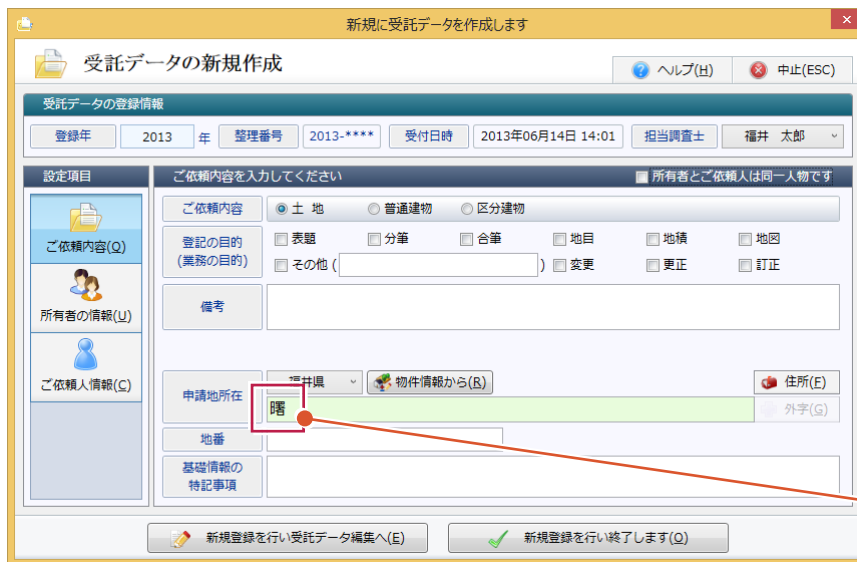 新規に受託データを作成します
受託データの新規作成
ヘルプ(H)
中止(ESC)
受託データの登録情報
登録年 2013 年 整理番号 2013-**** 受付日時 2013年06月14日 14:01 担当調査士 福井 太郎
設定項目
ご依頼内容を入力してください
所有者とご依頼人は同一人物です
ご依頼内容(Q)
所有者の情報(U)
ご依頼人情報(C)
ご依頼内容 土 地 普通建物 区分建物
登記の目的
(業務の目的)
表題 分筆 合筆 地目 地積 地図
その他 ( ) 変更 更正 訂正
備考
申請地所在
福井県 物件情報から(R) 住所(F)
曙 外字(G)
地番
基礎情報の
特記事項
新規登録を行い受託データ編集へ(E)
新規登録を行い終了します(O)